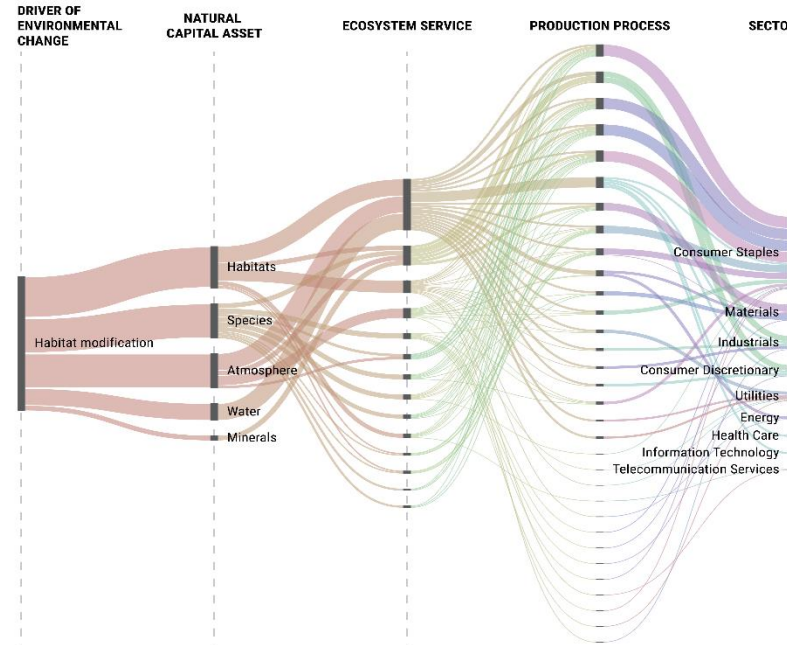 DRIVER OF
ENVIRONMENTAL
CHANGE
NATURAL
CAPITAL ASSET
ECOSYSTEM SERVICE
PRODUCTION PROCESS
SECTO
Habitat modification
Habitats
Species
Atmosphere
Water
Minerals
Consumer Staples
Materials
Industrials
Consumer Discretionary
Utilities
Energy
Health Care
Information Technology
Telecommunication Services